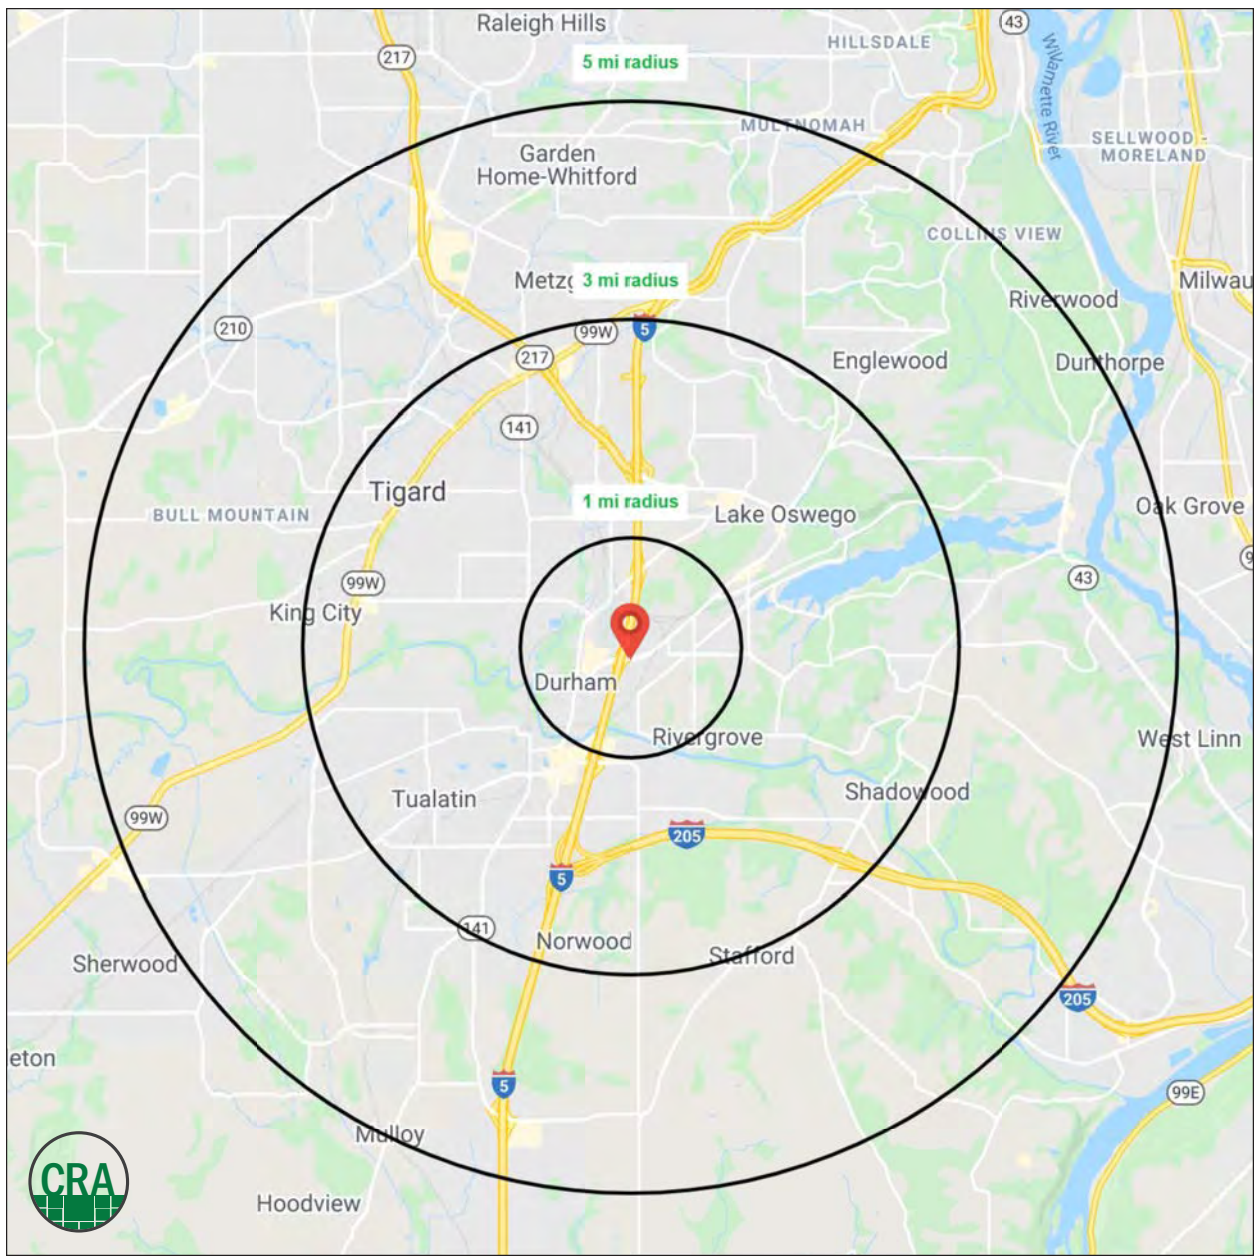 Raleigh Hills
43
217
5 mi radius
HILLSDALE
Willamette River
MULTNOMAH
SELLWOOD -
MORELAND
Garden
Home-Whitford
COLLINS VIEW
Metzg
3 mi radius
Milwau
Riverwood
210
99W
5
217
Englewood
Dunthorpe
141
Tigard
1 mi radius
Lake Oswego
Oak Grove
BULL MOUNTAIN
9
99W
43
King City
Durham
Rivergrove
West Linn
Tualatin
Shadowood
99W
205
5
141
Norwood
Stafford
Sherwood
205
eton
5
99E
Mulloy
CRA
Hoodview